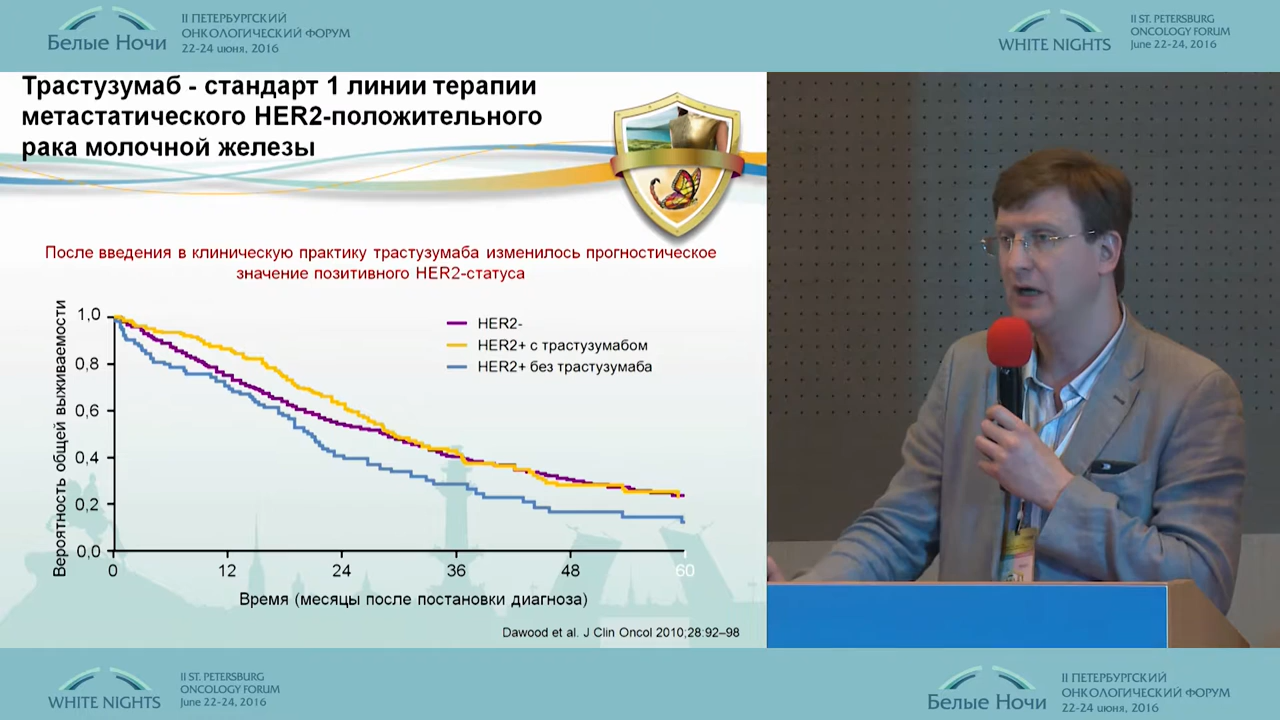 Белые Ночи
II ПЕТЕРБУРГСКИЙ
ОНКОЛОГИЧЕСКИЙ ФОРУМ
22-24 июня, 2016
WHITE NIGHTS
II ST. PETERSBURG
ONCOLOGY FORUM
June 22-24, 2016
Трастузумаб - стандарт 1 линии терапии
метастатического HER2-положительного
рака молочной железы
После введения в клиническую практику трастузумаба изменилось прогностическое
значение позитивного HER2-статуса
Вероятность общей выживаемости
1,0
0,8
0,6
0,4
0,2
0,0
HER2-
HER2+ с трастузумабом
HER2+ без трастузумаба
0 12 24 36 48 60
Время (месяцы после постановки диагноза)
Dawood et al. J Clin Oncol 2010;28:92–98
WHITE NIGHTS
II ST. PETERSBURG
ONCOLOGY FORUM
June 22-24, 2016
Белые Ночи
II ПЕТЕРБУРГСКИЙ
ОНКОЛОГИЧЕСКИЙ ФОРУМ
22-24 июня, 2016